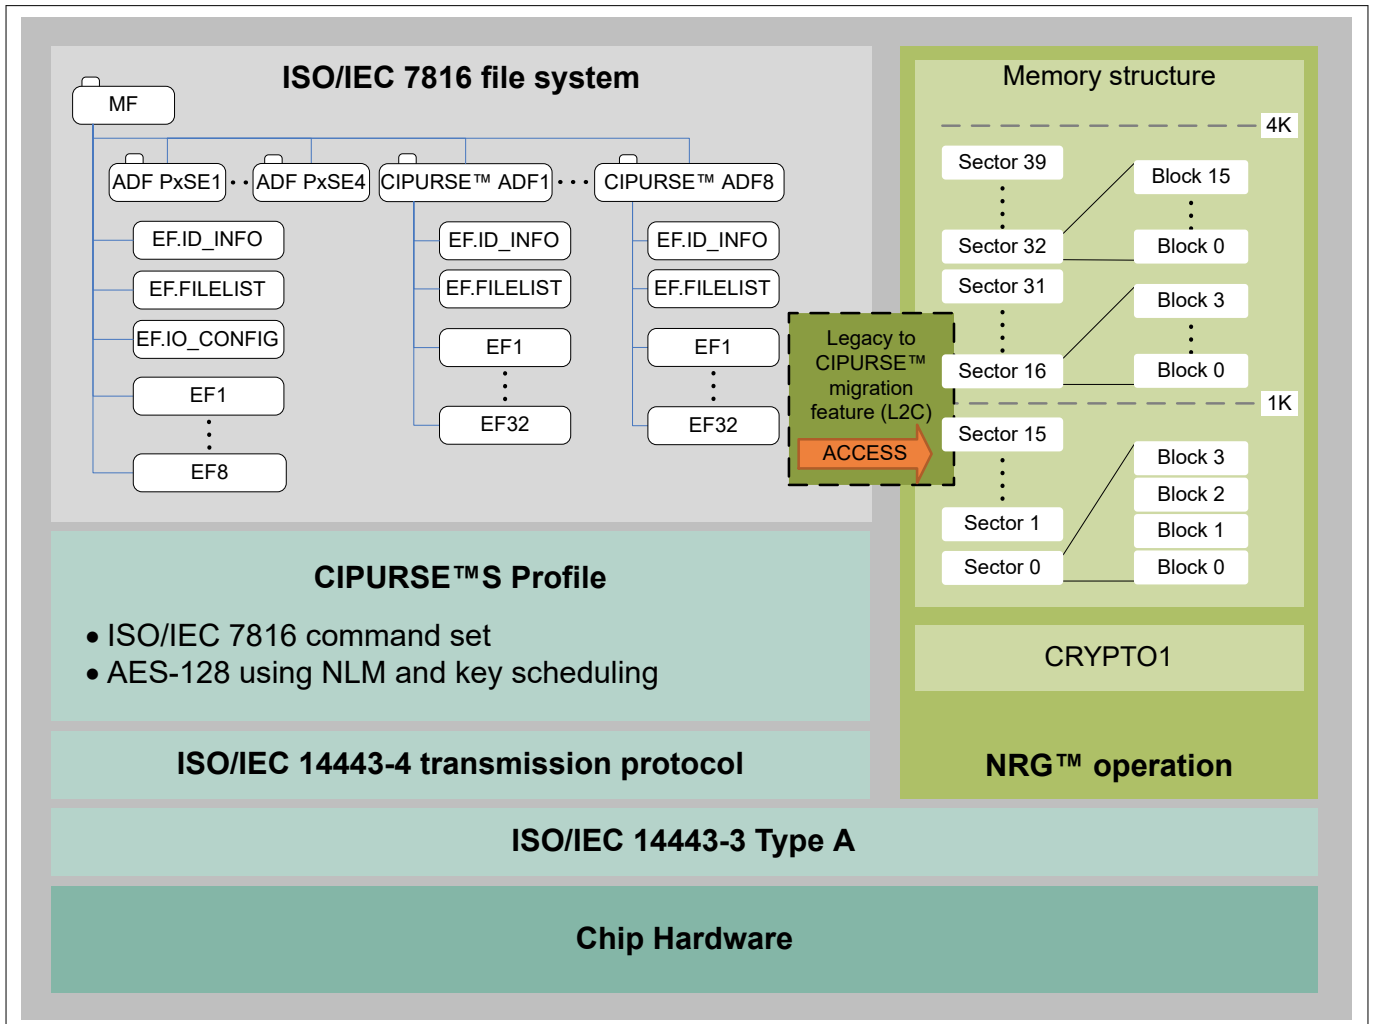 ISO/IEC 7816 file system
MF
ADF PxSE1
ADF PxSE4
CIPURSE™ ADF1
CIPURSE™ ADF8
EF.ID_INFO
EF.FILELIST
EF.IO_CONFIG
EF1
EF8
EF.ID_INFO
EF.FILELIST
EF1
EF32
EF.ID_INFO
EF.FILELIST
EF1
EF32
Legacy to
CIPURSE™
migration
feature (L2C)
ACCESS
Memory structure
4K
Sector 39
Sector 32
Sector 31
Sector 16
1K
Sector 15
Sector 1
Sector 0
Block 15
Block 0
Block 3
Block 0
Block 3
Block 2
Block 1
Block 0
CRYPTO1
NRG™ operation
CIPURSE™S Profile
• ISO/IEC 7816 command set
• AES-128 using NLM and key scheduling
ISO/IEC 14443-4 transmission protocol
ISO/IEC 14443-3 Type A
Chip Hardware